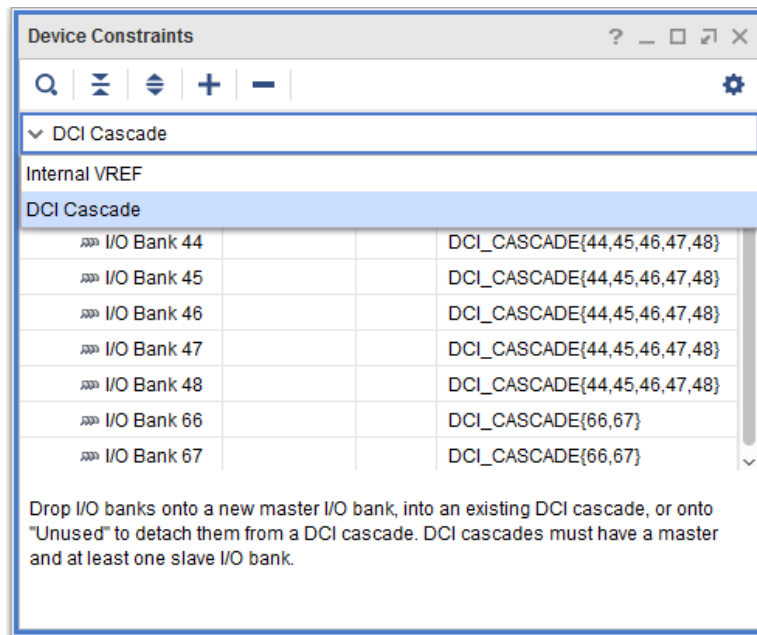 Device Constraints
DCI Cascade
Internal VREF
DCI Cascade
I/O Bank 44 DCI_CASCADE{44,45,46,47,48}
I/O Bank 45 DCI_CASCADE{44,45,46,47,48}
I/O Bank 46 DCI_CASCADE{44,45,46,47,48}
I/O Bank 47 DCI_CASCADE{44,45,46,47,48}
I/O Bank 48 DCI_CASCADE{44,45,46,47,48}
I/O Bank 66 DCI_CASCADE{66,67}
I/O Bank 67 DCI_CASCADE{66,67}
Drop I/O banks onto a new master I/O bank, into an existing DCI cascade, or onto
"Unused" to detach them from a DCI cascade. DCI cascades must have a master
and at least one slave I/O bank.